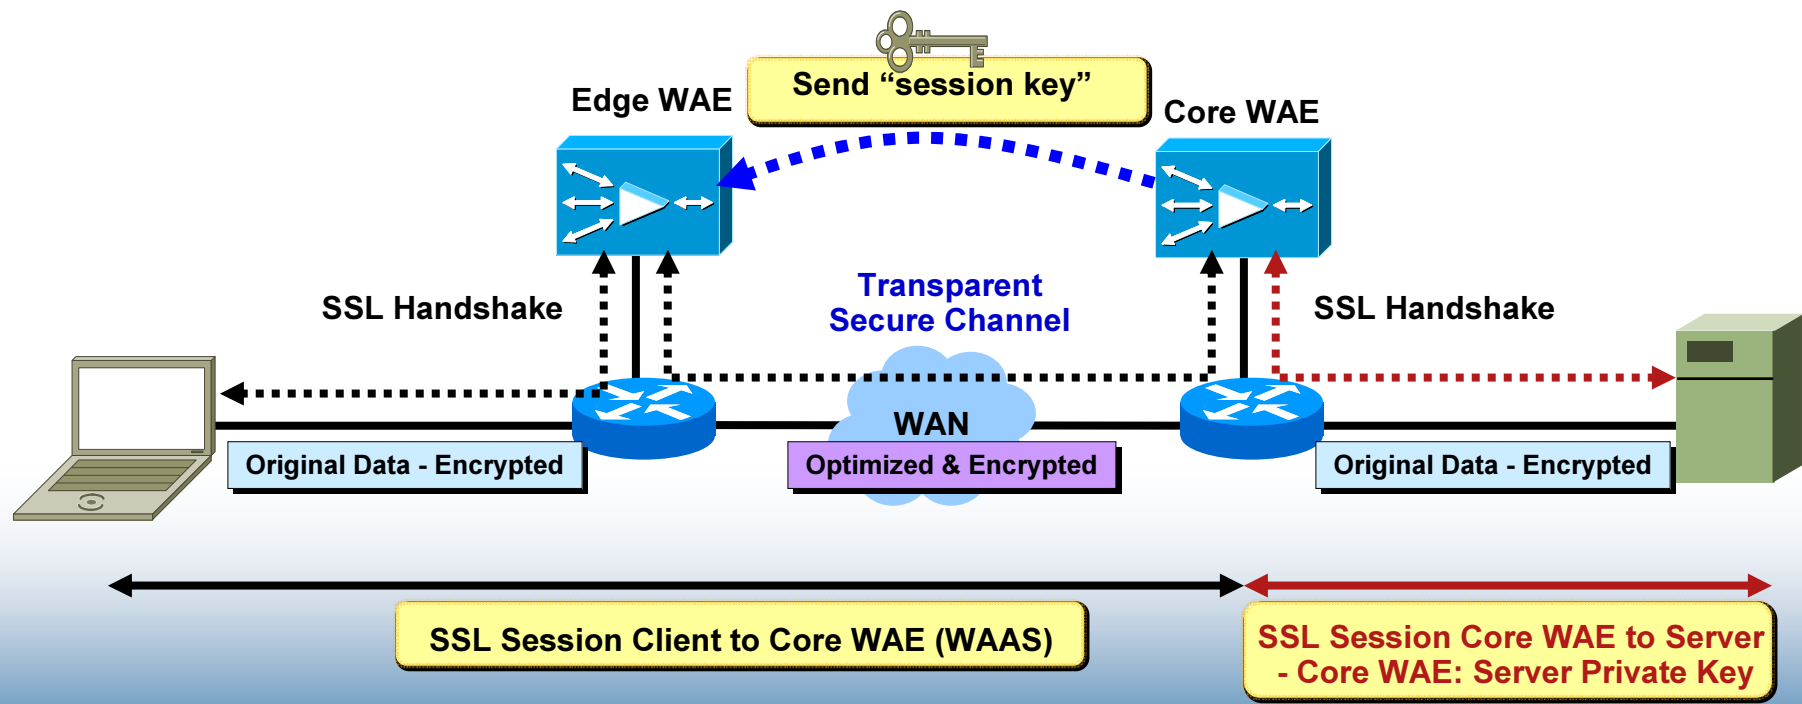 Send “session key”
Edge WAE
Core WAE
Transparent
Secure Channel
SSL Handshake
SSL Handshake
WAN
Original Data - Encrypted
Optimized & Encrypted
Original Data - Encrypted
SSL Session Client to Core WAE (WAAS)
SSL Session Core WAE to Server
- Core WAE: Server Private Key